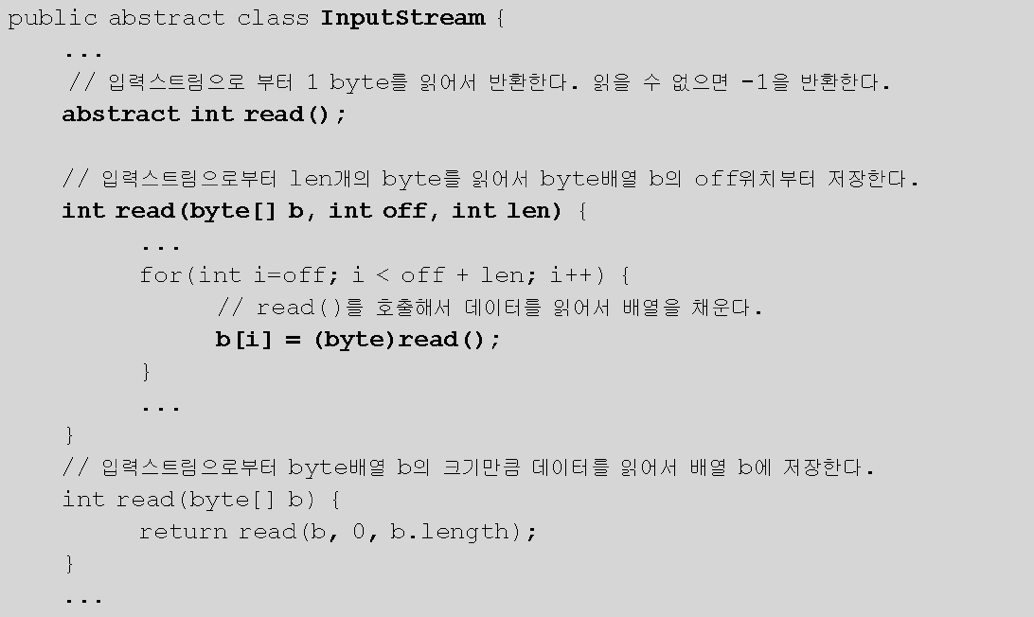 public abstract class InputStream {
...
// 입력스트림으로 부터 1 byte를 읽어서 반환한다. 읽을 수 없으면 -1을 반환한다.
abstract int read();
// 입력스트림으로부터 len개의 byte를 읽어서 byte배열 b의 off위치부터 저장한다.
int read(byte[] b, int off, int len) {
...
for(int i=off; i < off + len; i++) {
// read()를 호출해서 데이터를 읽어서 배열을 채운다.
b[i] = (byte)read();
}
...
}
// 입력스트림으로부터 byte배열 b의 크기만큼 데이터를 읽어서 배열 b에 저장한다.
int read(byte[] b) {
return read(b, 0, b.length);
}
...